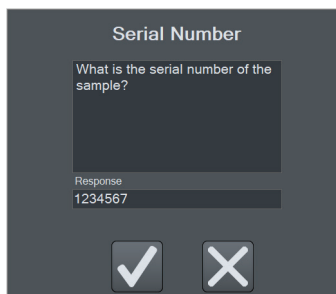 Serial Number
What is the serial number of the
sample?
Response
1234567